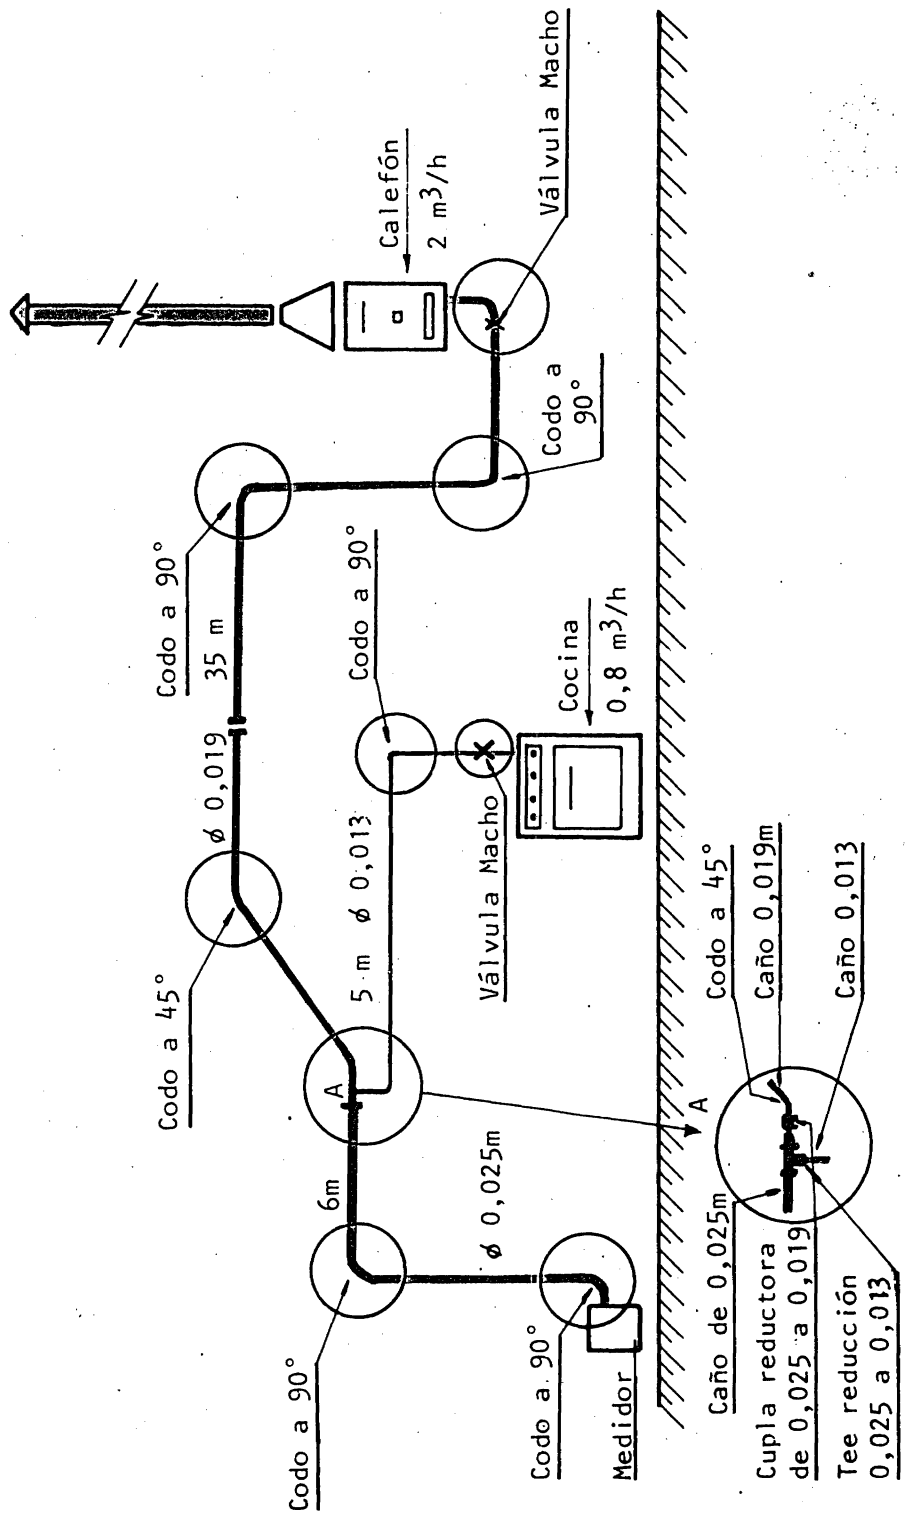 Codo a 90°
Codo a 45°
ø 0,019
35 m
Codo a 90°
Calefón
2 m³/h
Válvula Macho
Codo a
90°
6m
A
5 m ø 0,013
Codo a 90°
ø 0,025m
Válvula Macho
Cocina
0,8 m³/h
Codo a 90°
Medidor
A
Caño de 0,025m
Cupla reductora
de 0,025 a 0,019
Tee reducción
0,025 a 0,013
Codo a 45°
Caño 0,019m
Caño 0,013